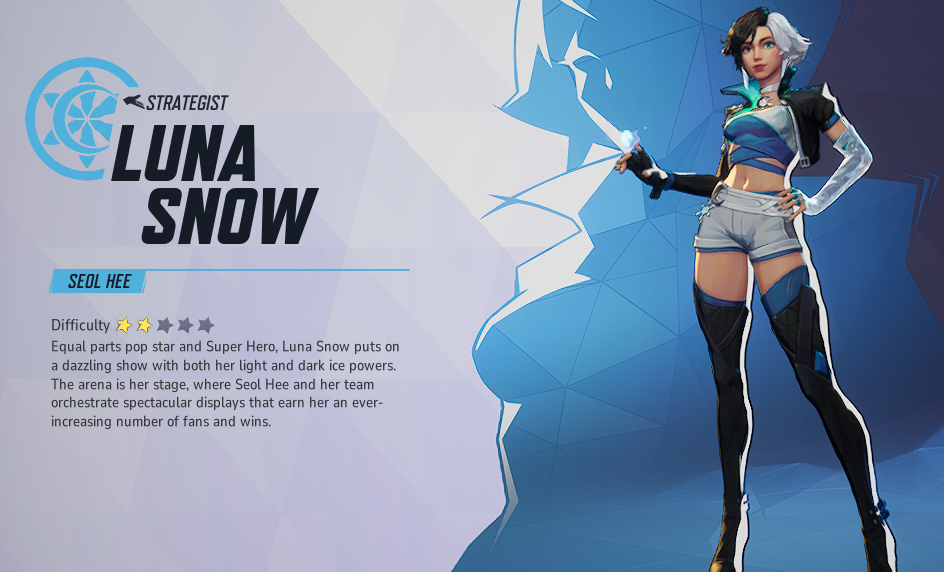 STRATEGIST
LUNA
SNOW
SEOL HEE
Difficulty
Equal parts pop star and Super Hero, Luna Snow puts on
a dazzling show with both her light and dark ice powers.
The arena is her stage, where Seol Hee and her team
orchestrate spectacular displays that earn her an ever-
increasing number of fans and wins.